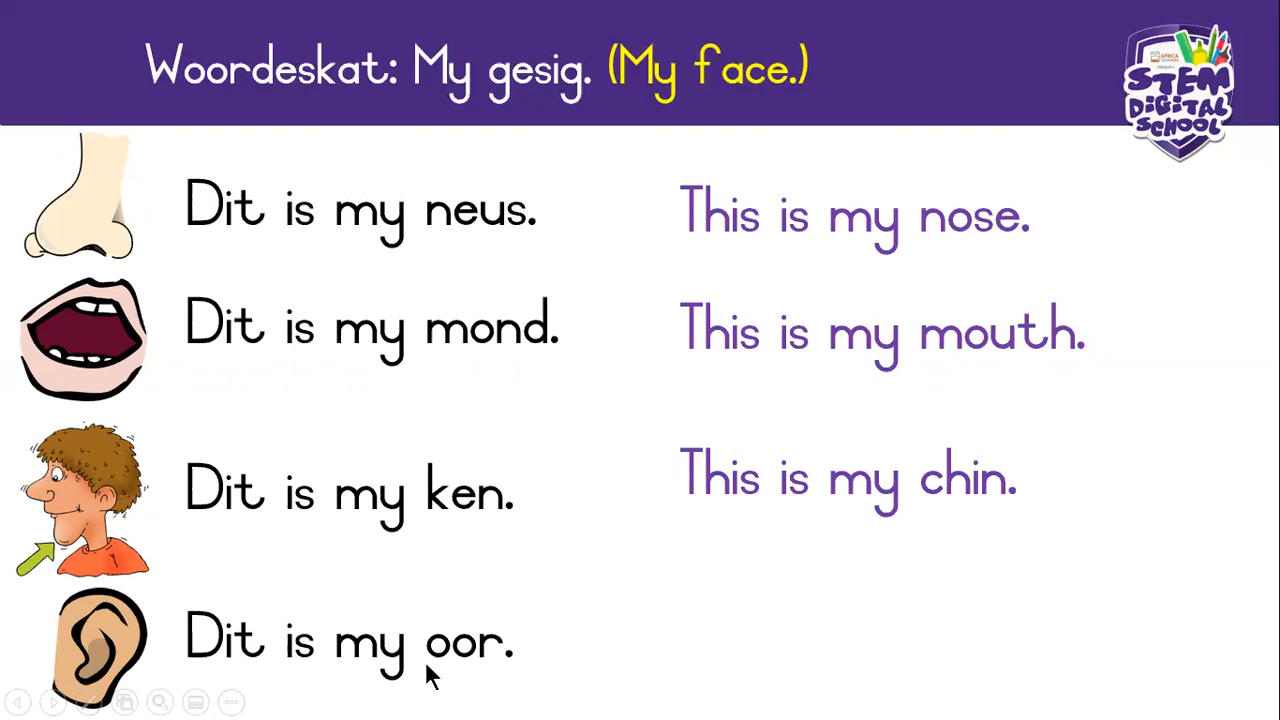 Woordeskat: My gesig. (My face.)
STEM
DIGITAL
SCHOOL
Dit is my neus.
This is my nose.
Dit is my mond.
This is my mouth.
Dit is my ken.
This is my chin.
Dit is my oor.